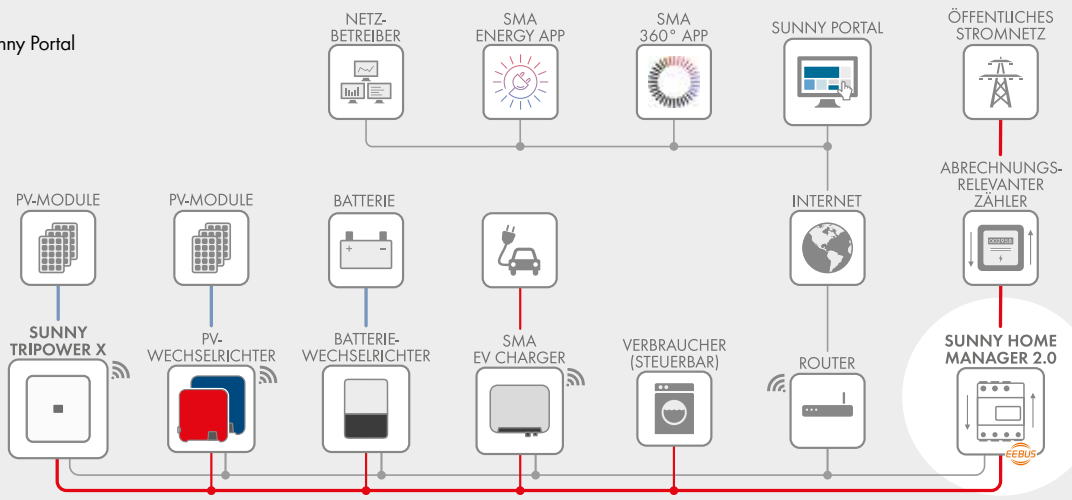 nny Portal
NETZ-
BETREIBER
SMA
ENERGY APP
SMA
360° APP
SUNNY PORTAL
ÖFFENTLICHES
STROMNETZ
PV-MODULE
PV-MODULE
BATTERIE
INTERNET
ABRECHNUNGS-
RELEVANTER
ZÄHLER
SUNNY
TRIPOWER X
PV-
WECHSELRICHTER
BATTERIE-
WECHSELRICHTER
SMA
EV CHARGER
VERBRAUCHER
(STEUERBAR)
ROUTER
SUNNY HOME
MANAGER 2.0
EEBUS